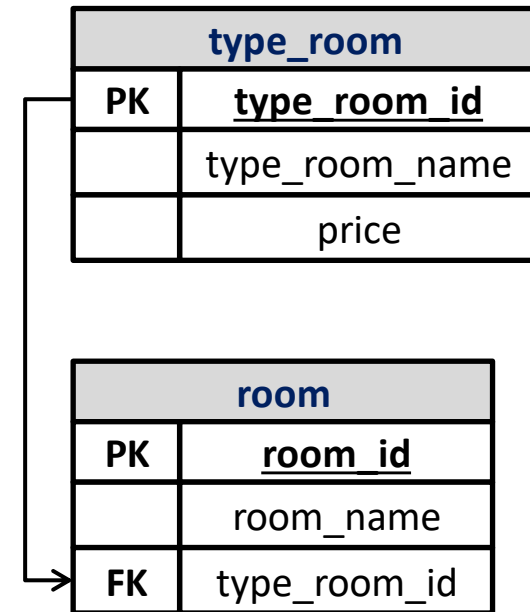 type_room
PK type_room_id
type_room_name
price
room
PK room_id
room_name
FK type_room_id